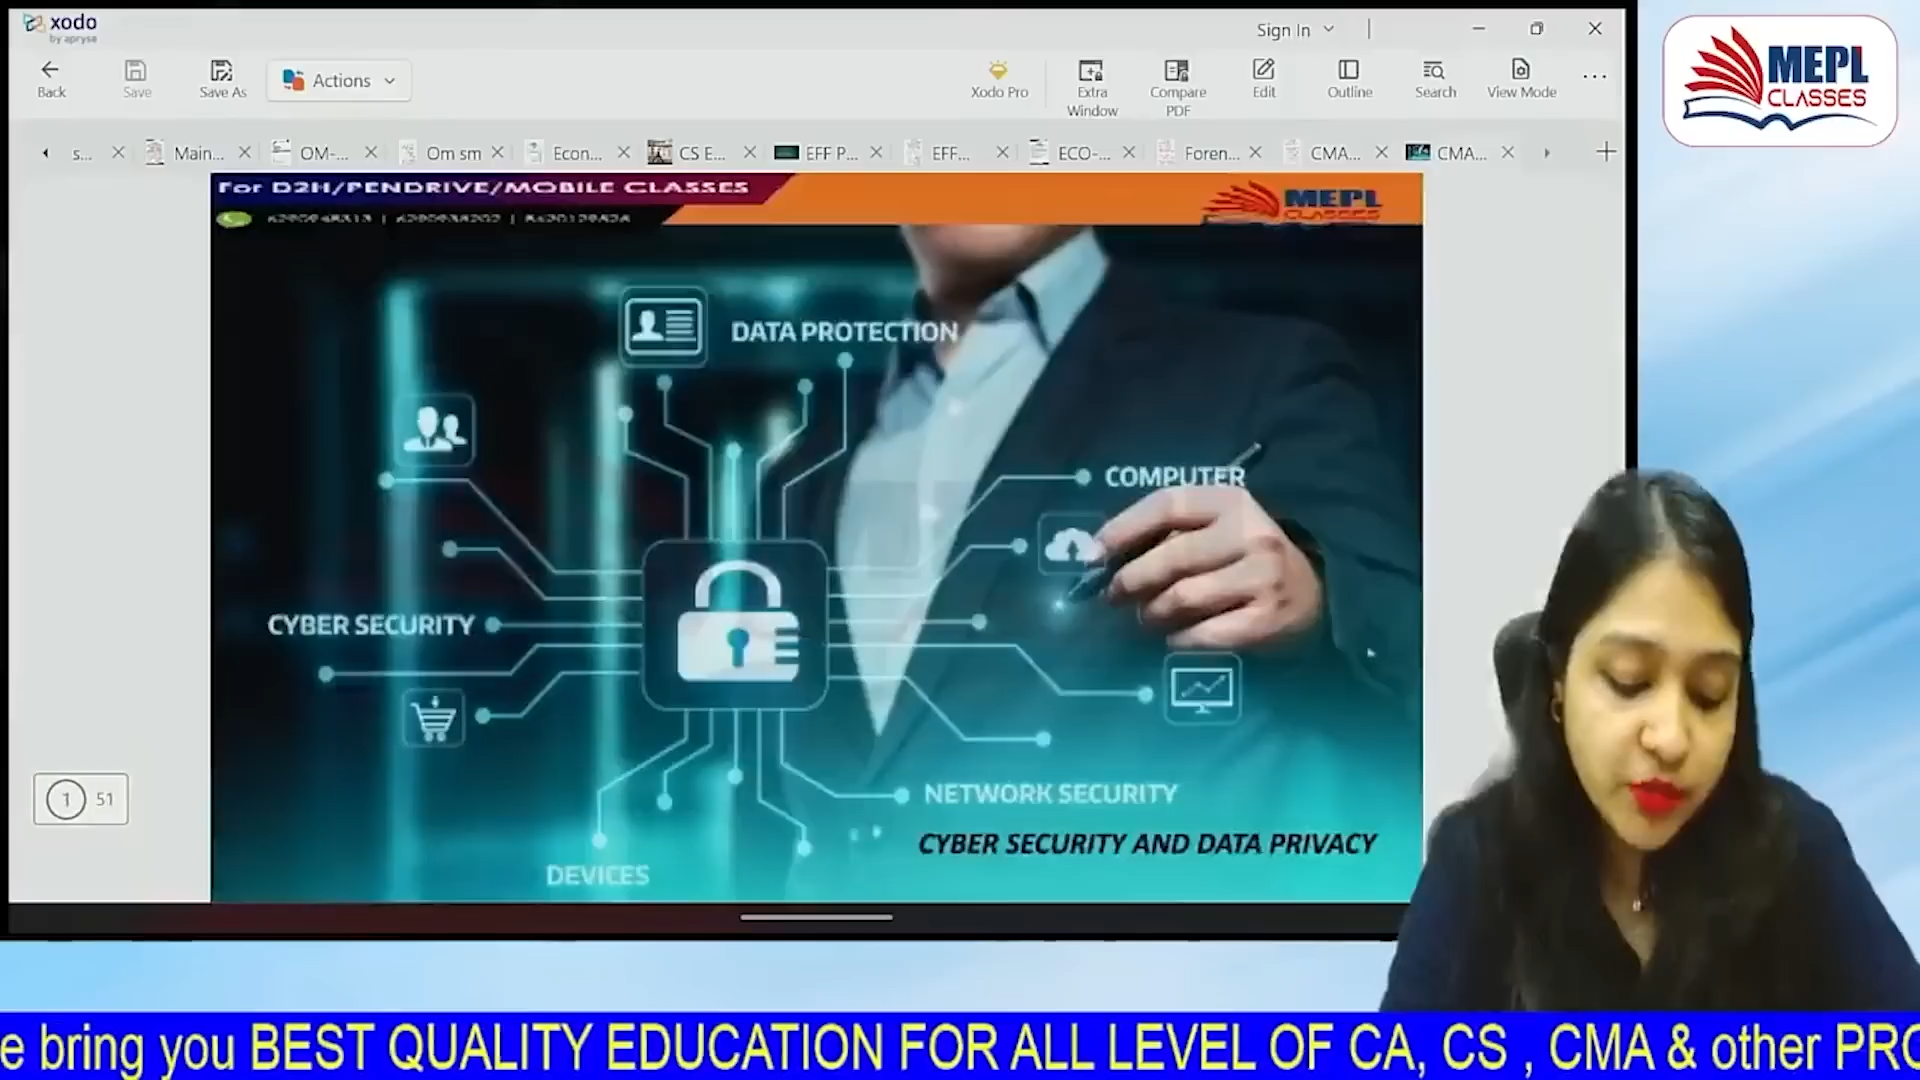 xodo
by apryse
Sign In
Back
Save
Save As
Actions
Xodo Pro
Extra
Window
Compare
PDF
Edit
Outline
Search
View Mode
s...
Main...
OM-...
Om sm
Econ...
CS E...
EFF P...
EFF...
ECO-...
Foren...
CMA...
CMA...
MEPL
CLASSES
For D2H/PENDRIVE/MOBILE CLASSES
MEPL
CLASSES
DATA PROTECTION
COMPUTER
CYBER SECURITY
NETWORK SECURITY
CYBER SECURITY AND DATA PRIVACY
DEVICES
1 51
e bring you BEST QUALITY EDUCATION FOR ALL LEVEL OF CA, CS , CMA & other PRO